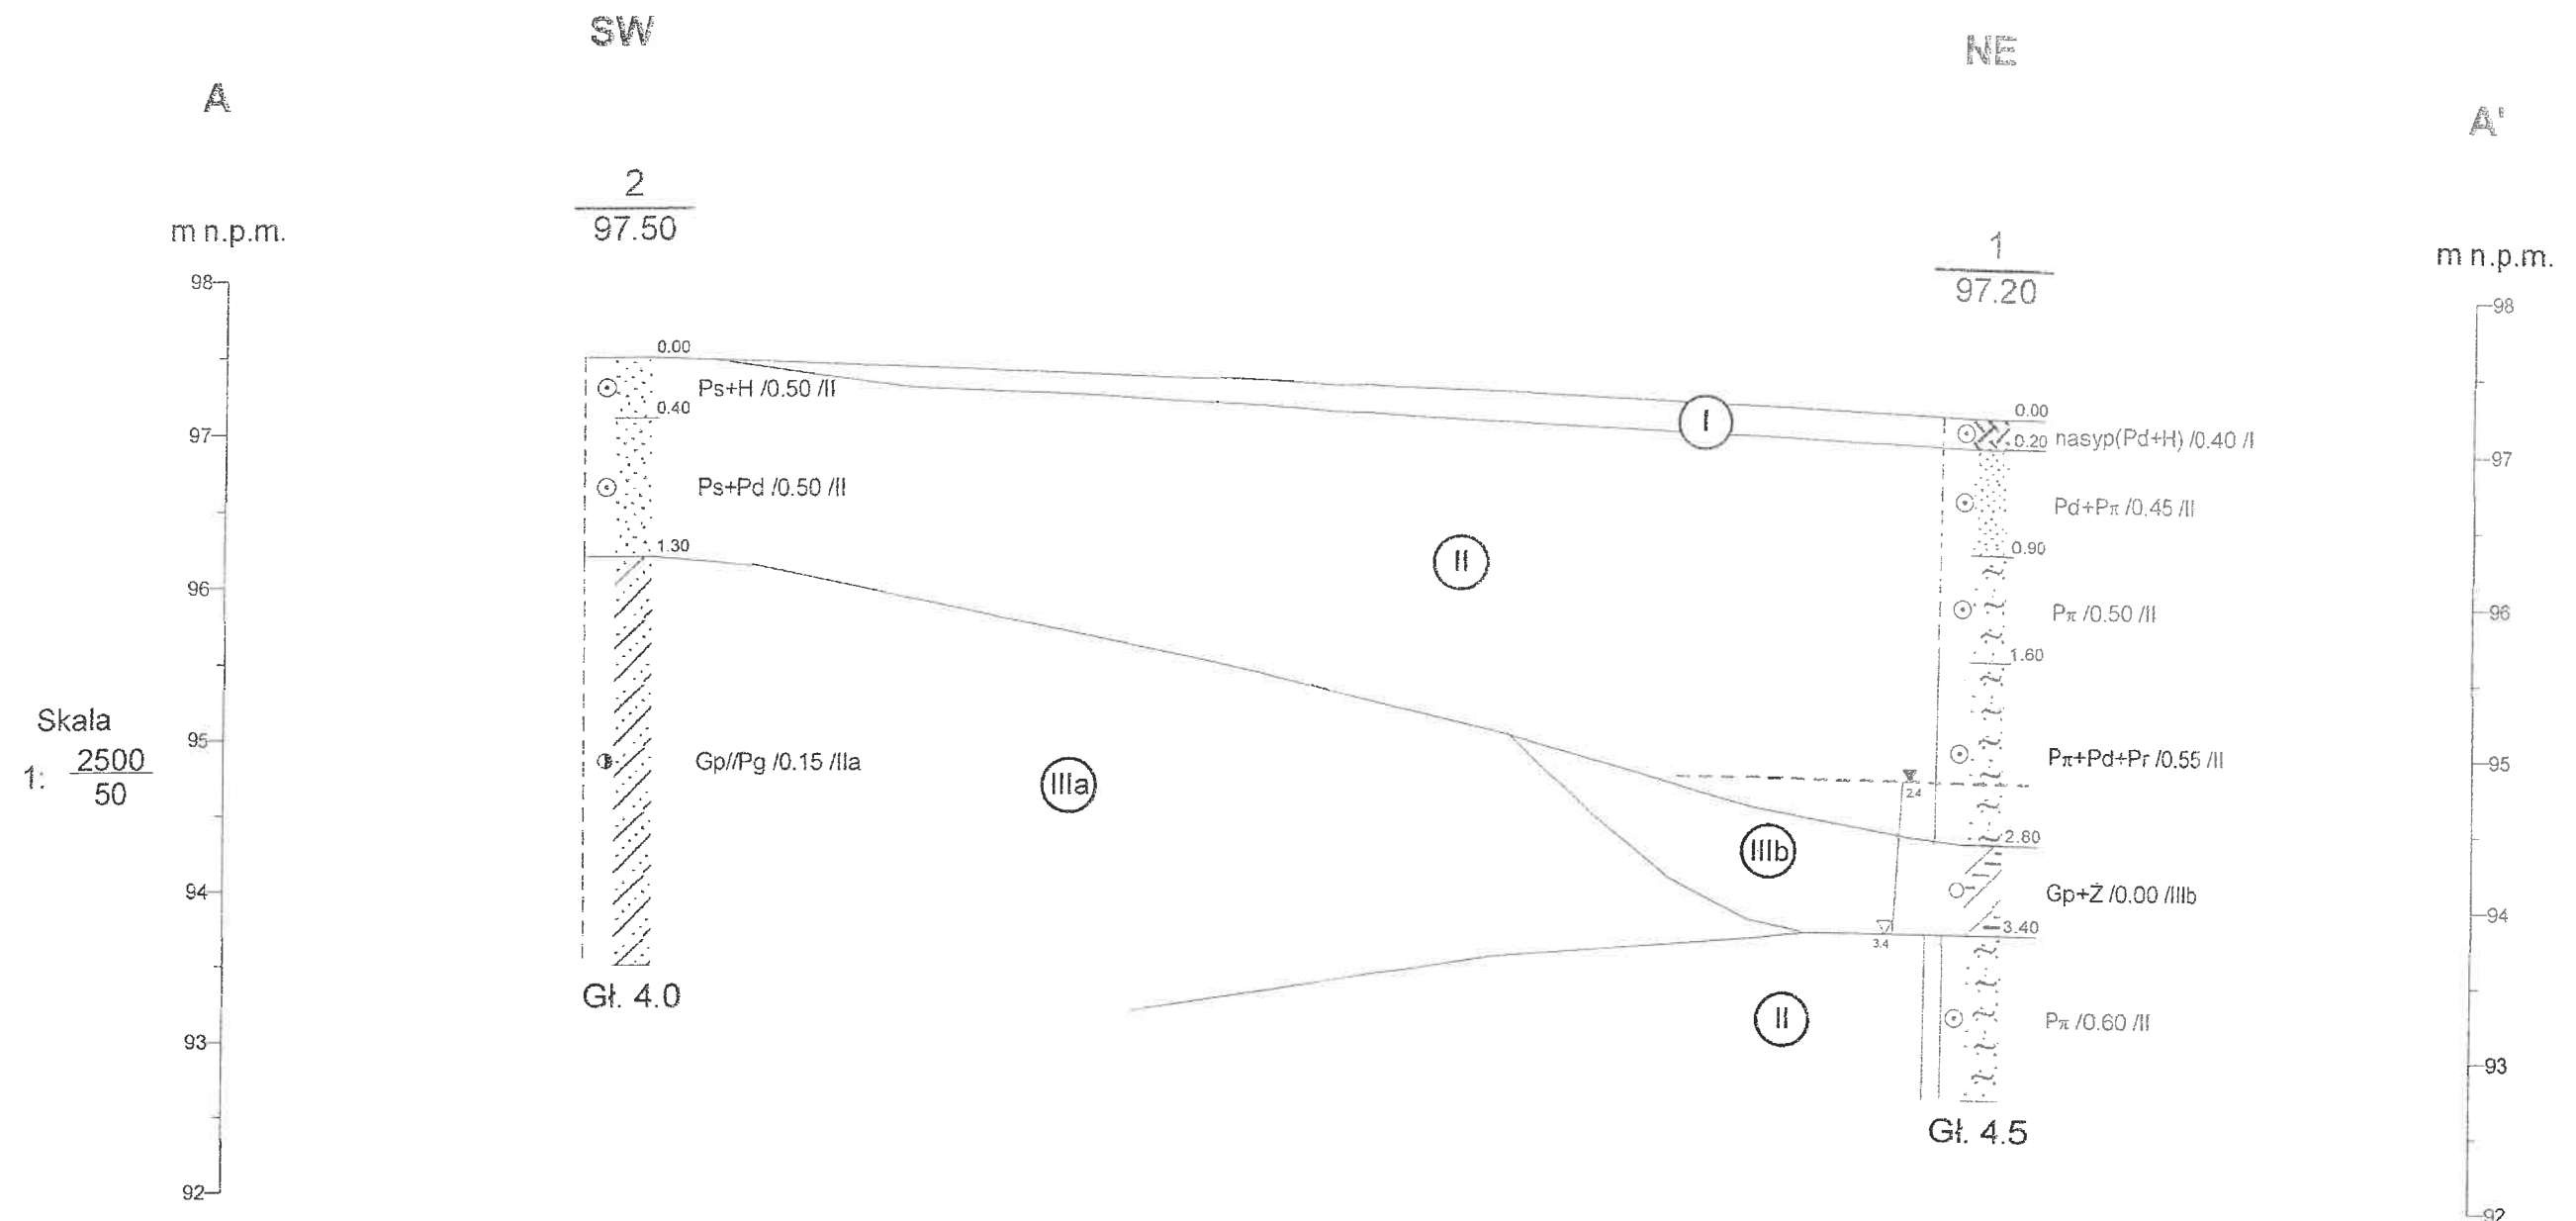 SW
NE
A
A'
2
97.50
m n.p.m.
1
97.20
m n.p.m.
98
97
96
95
94
93
92
Skala
1: 2500
50
0.00
Ps+H /0.50 /II
0.40
Ps+Pd /0.50 /II
1.30
Gp//Pg /0.15 /IIa
Gł. 4.0
I
II
IIIa
IIIb
II
2.4
3.4
0.00
nasyp(Pd+H) /0.40 /I
0.20
Pd+Pπ /0.45 /II
0.90
Pπ /0.50 /II
1.60
Pπ+Pd+Pr /0.55 /II
2.80
Gp+Ż /0.00 /IIIb
3.40
Pπ /0.60 /II
Gł. 4.5
98
97
96
95
94
93
92